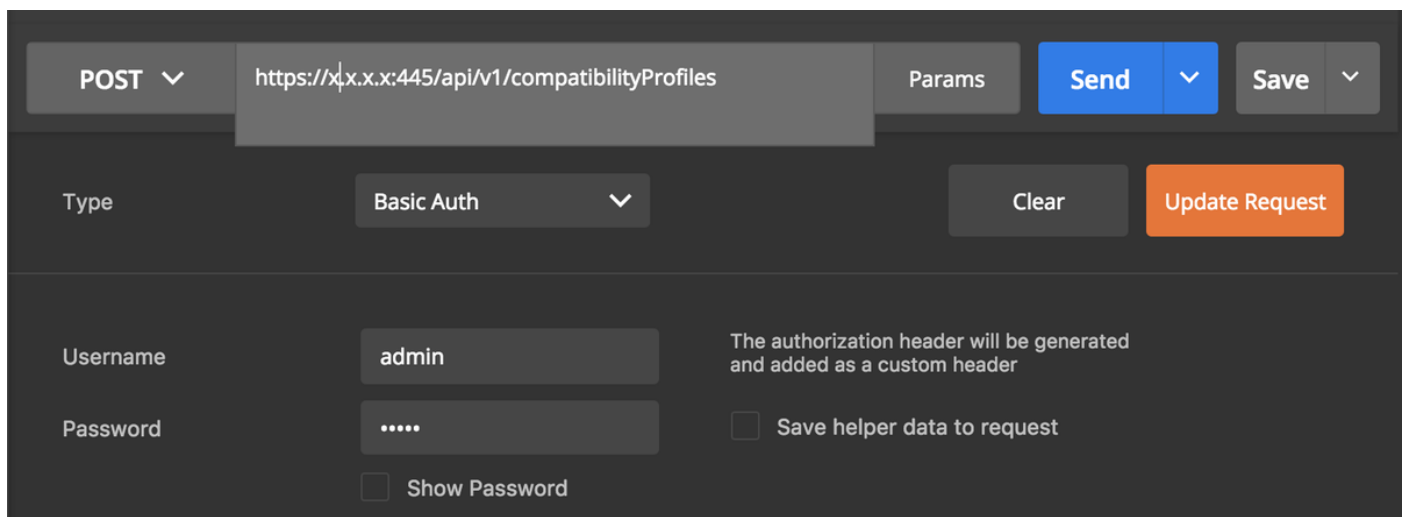 POST https://x.x.x.x:445/api/v1/compatibilityProfiles Params Send Save
Type Basic Auth Clear Update Request
Username admin The authorization header will be generated
and added as a custom header
Password ••••• Save helper data to request
Show Password